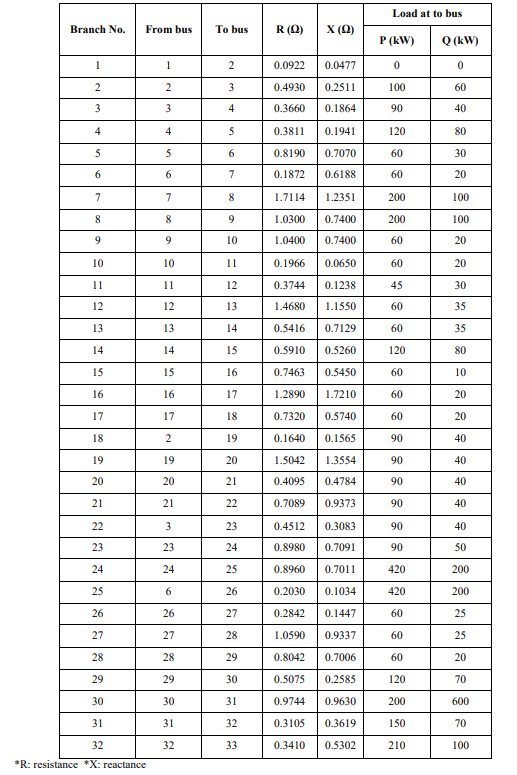 Branch No. From bus To bus R (Ω) X (Ω) Load at to bus
P (kW) Q (kW)
1 1 2 0.0922 0.0477 0 0
2 2 3 0.4930 0.2511 100 60
3 3 4 0.3660 0.1864 90 40
4 4 5 0.3811 0.1941 120 80
5 5 6 0.8190 0.7070 60 30
6 6 7 0.1872 0.6188 60 20
7 7 8 1.7114 1.2351 200 100
8 8 9 1.0300 0.7400 200 100
9 9 10 1.0400 0.7400 60 20
10 10 11 0.1966 0.0650 60 20
11 11 12 0.3744 0.1238 45 30
12 12 13 1.4680 1.1550 60 35
13 13 14 0.5416 0.7129 60 35
14 14 15 0.5910 0.5260 120 80
15 15 16 0.7463 0.5450 60 10
16 16 17 1.2890 1.7210 60 20
17 17 18 0.7320 0.5740 60 20
18 2 19 0.1640 0.1565 90 40
19 19 20 1.5042 1.3554 90 40
20 20 21 0.4095 0.4784 90 40
21 21 22 0.7089 0.9373 90 40
22 3 23 0.4512 0.3083 90 40
23 23 24 0.8980 0.7091 90 50
24 24 25 0.8960 0.7011 420 200
25 6 26 0.2030 0.1034 420 200
26 26 27 0.2842 0.1447 60 25
27 27 28 1.0590 0.9337 60 25
28 28 29 0.8042 0.7006 60 20
29 29 30 0.5075 0.2585 120 70
30 30 31 0.9744 0.9630 200 600
31 31 32 0.3105 0.3619 150 70
32 32 33 0.3410 0.5302 210 100
*R: resistance *X: reactance